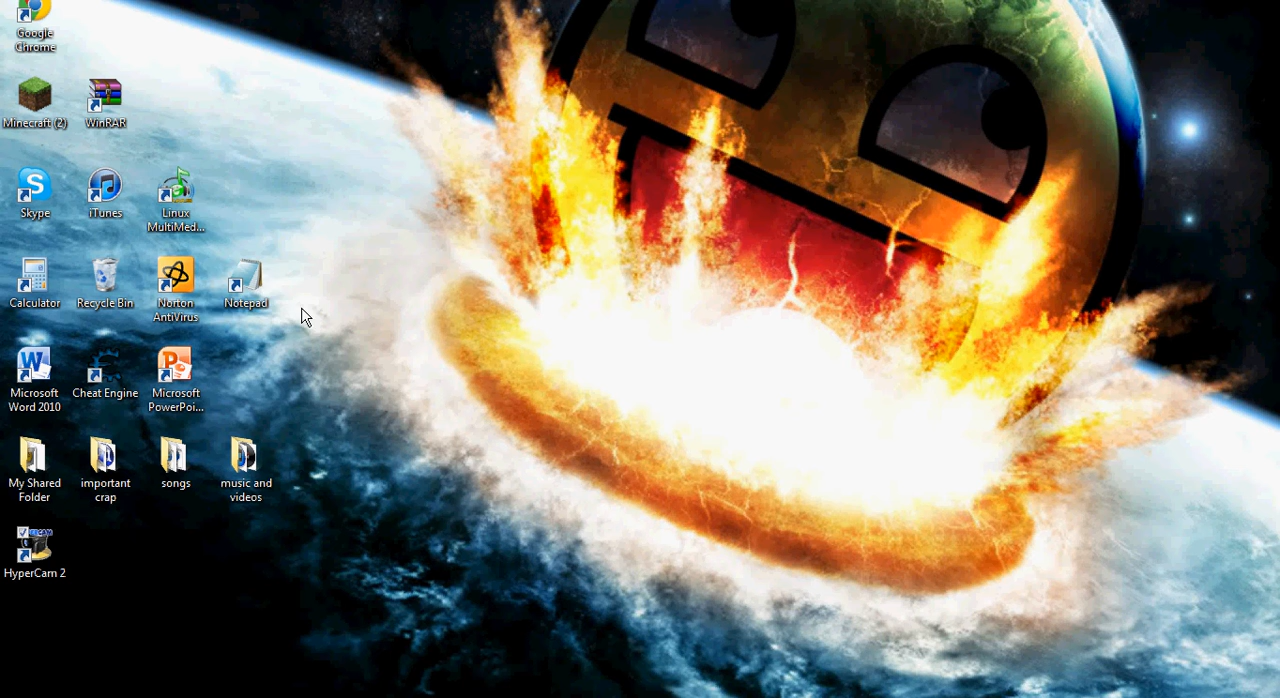 Google
Chrome
Minecraft (2)
WinRAR
Skype
iTunes
Linux
MultiMed...
Calculator
Recycle Bin
Norton
AntiVirus
Notepad
Microsoft
Word 2010
Cheat Engine
Microsoft
PowerPoi...
My Shared
Folder
important
crap
songs
music and
videos
HyperCam 2